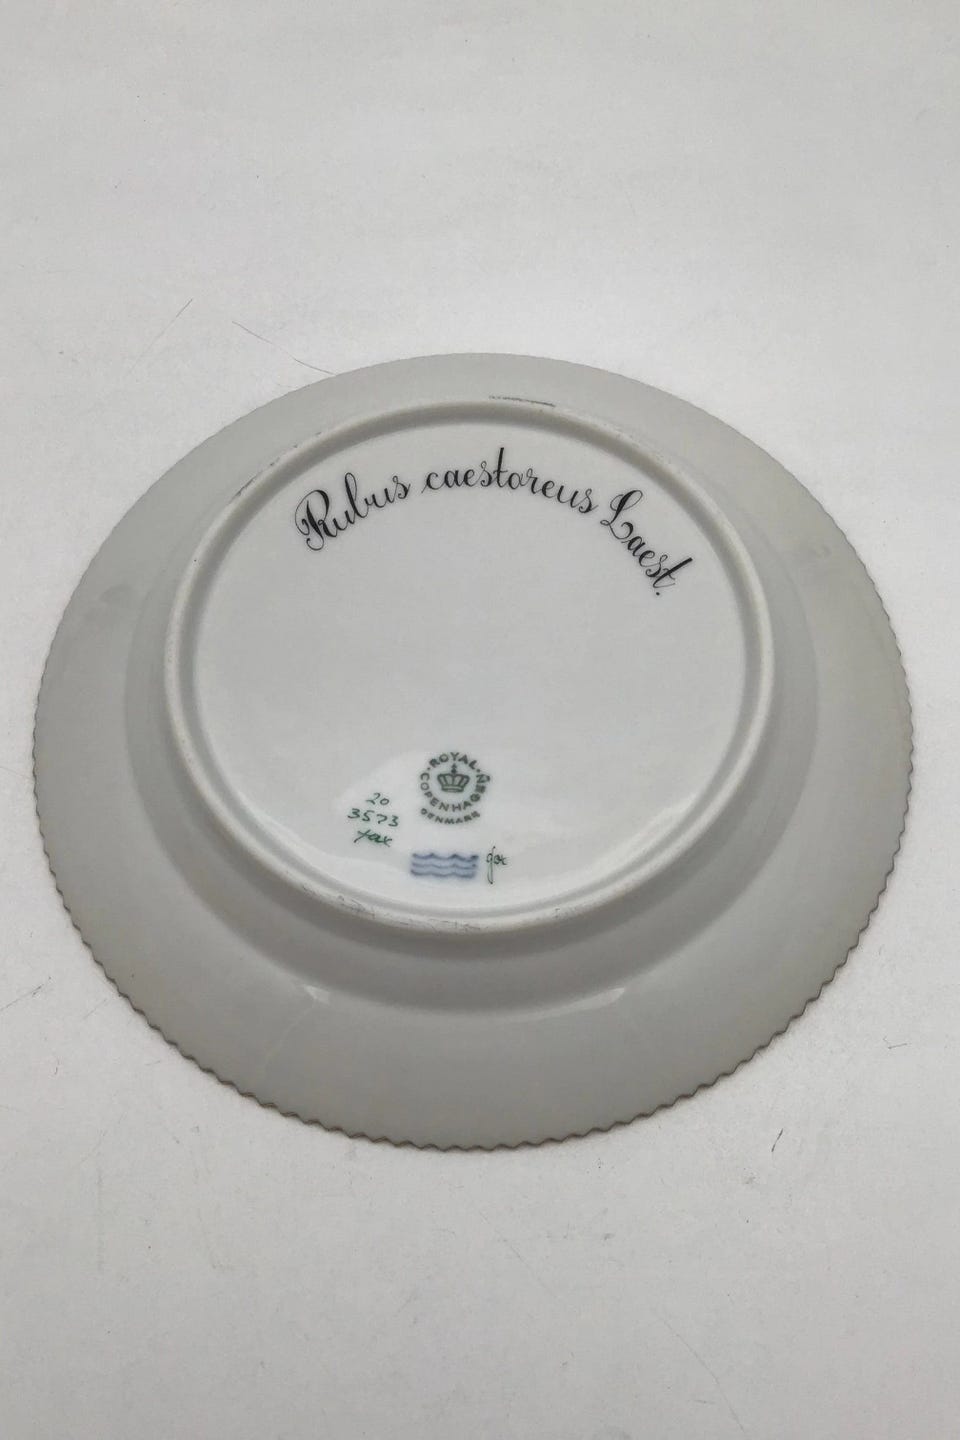 Rubus caestoreus Laest.
ROYAL COPENHAGEN
DENMARK
20
3573